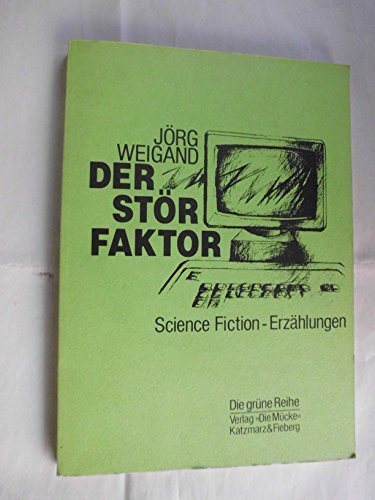 JÖRG
WEIGAND
DER
STÖR
FAKTOR
Science Fiction - Erzählungen
Die grüne Reihe
Verlag »Die Mücke«
Katzmarz&Fieberg